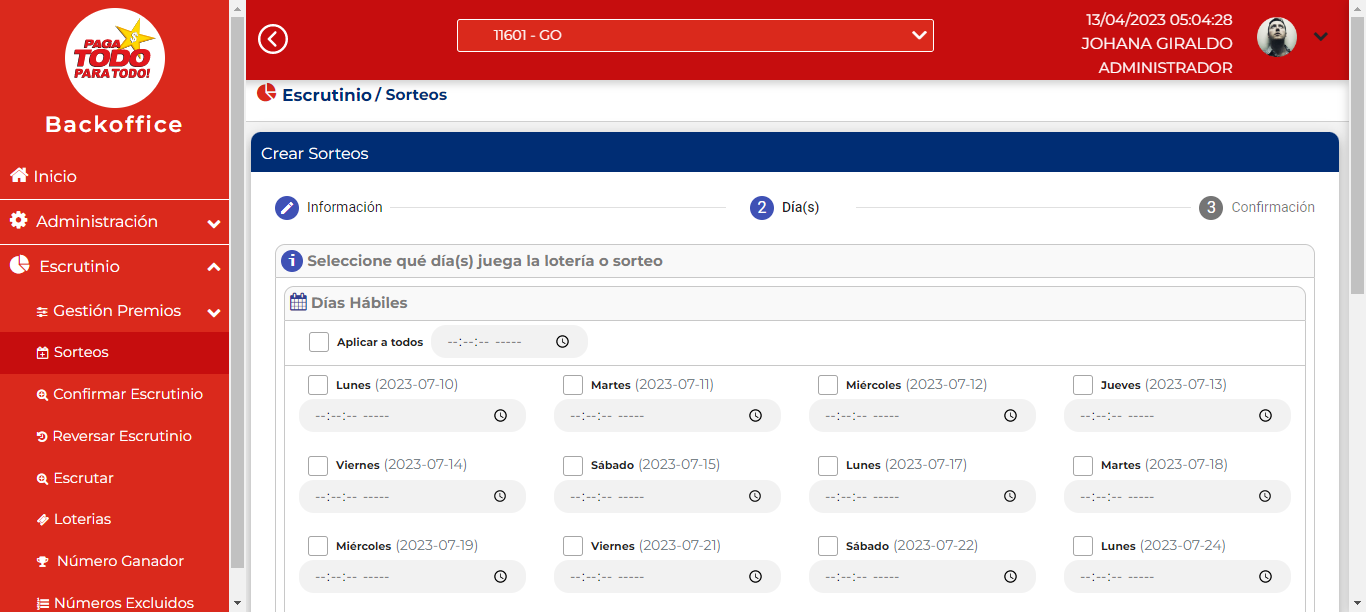 PAGA
TODO
PARA TODO!
Backoffice
Inicio
Administración
Escrutinio
Gestión Premios
Sorteos
Confirmar Escrutinio
Reversar Escrutinio
Escrutar
Loterias
Número Ganador
Números Excluidos
11601 - GO
13/04/2023 05:04:28
JOHANA GIRALDO
ADMINISTRADOR
Escrutinio / Sorteos
Crear Sorteos
Información
2 Día(s)
3 Confirmación
i Seleccione qué día(s) juega la lotería o sorteo
Días Hábiles
Aplicar a todos --:--:-- -----
Lunes (2023-07-10) Martes (2023-07-11) Miércoles (2023-07-12) Jueves (2023-07-13)
--:--:-- ----- --:--:-- ----- --:--:-- ----- --:--:-- -----
Viernes (2023-07-14) Sábado (2023-07-15) Lunes (2023-07-17) Martes (2023-07-18)
--:--:-- ----- --:--:-- ----- --:--:-- ----- --:--:-- -----
Miércoles (2023-07-19) Viernes (2023-07-21) Sábado (2023-07-22) Lunes (2023-07-24)
--:--:-- ----- --:--:-- ----- --:--:-- ----- --:--:-- -----